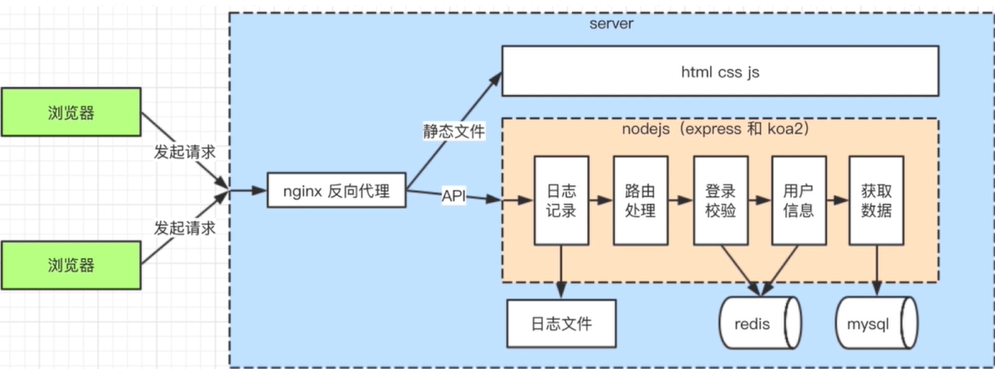 server
html css js
浏览器
发起请求
静态文件
nodejs（express 和 koa2）
nginx 反向代理
API
日志
记录
路由
处理
登录
校验
用户
信息
获取
数据
发起请求
浏览器
日志文件
redis
mysql